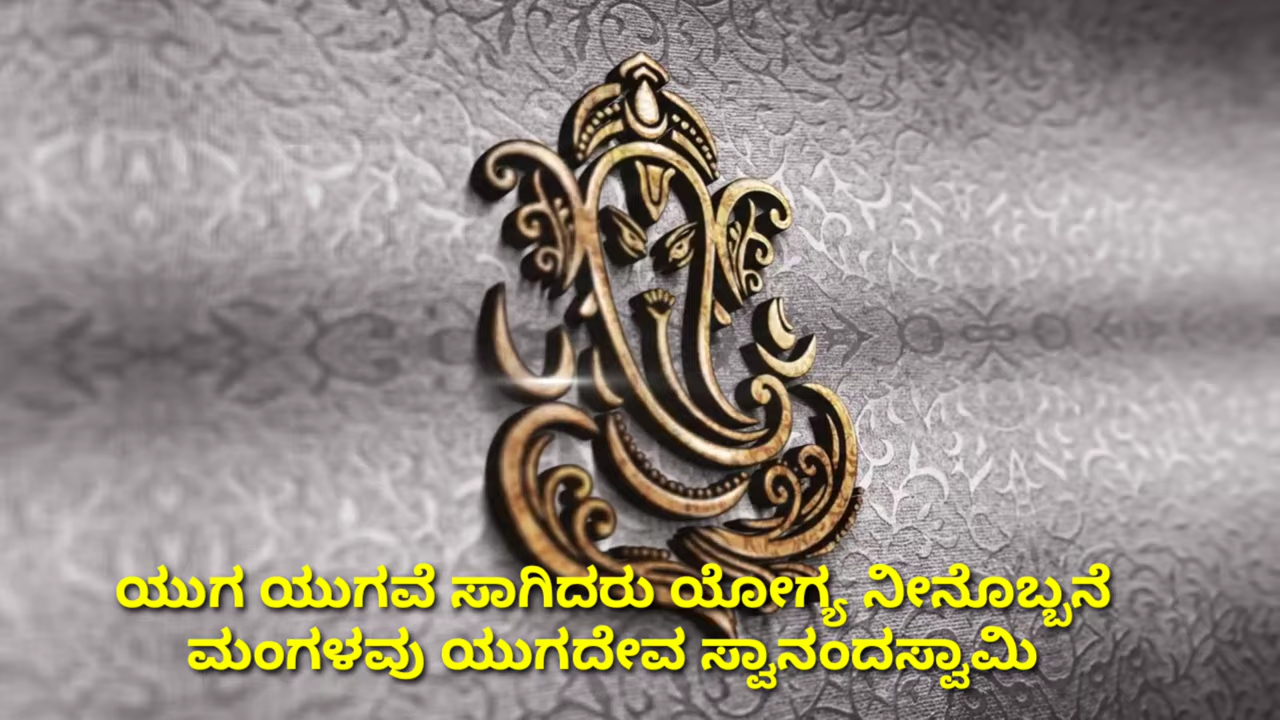 ಯುಗ ಯುಗವೆ ಸಾಗಿದರು ಯೋಗ್ಯ ನೀನೊಬ್ಬನೆ
ಮಂಗಳವು ಯುಗದೇವ ಸ್ವಾನಂದಸ್ವಾಮಿ